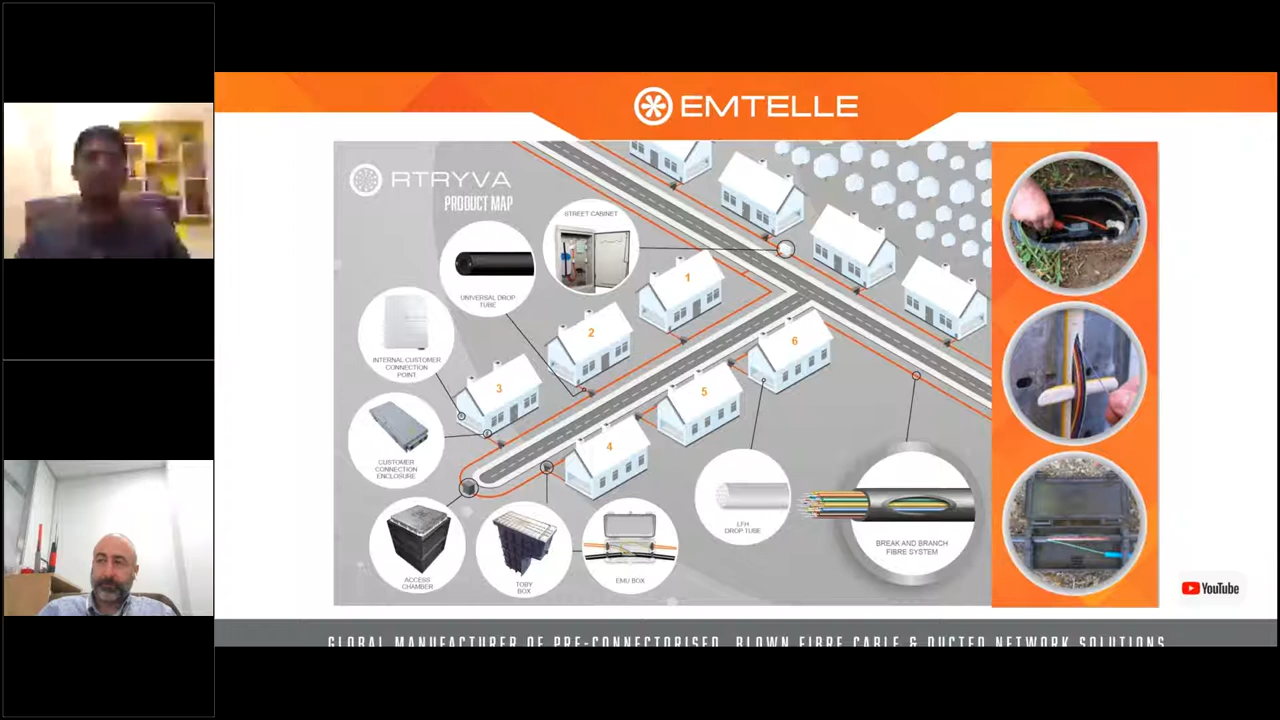 EMTELLE
RTRYVA
PRODUCT MAP
STREET CABINET
UNIVERSAL DROP
TUBE
INTERNAL CUSTOMER
CONNECTION
POINT
CUSTOMER
CONNECTION
ENCLOSURE
ACCESS
CHAMBER
TOBY
BOX
EMU BOX
LFH
DROP TUBE
BREAK AND BRANCH
FIBRE SYSTEM
1
2
3
4
5
6
YouTube
GLOBAL MANUFACTURER OF PRE-CONNECTORISED, BLOWN FIBRE CABLE & DUCTED NETWORK SOLUTIONS